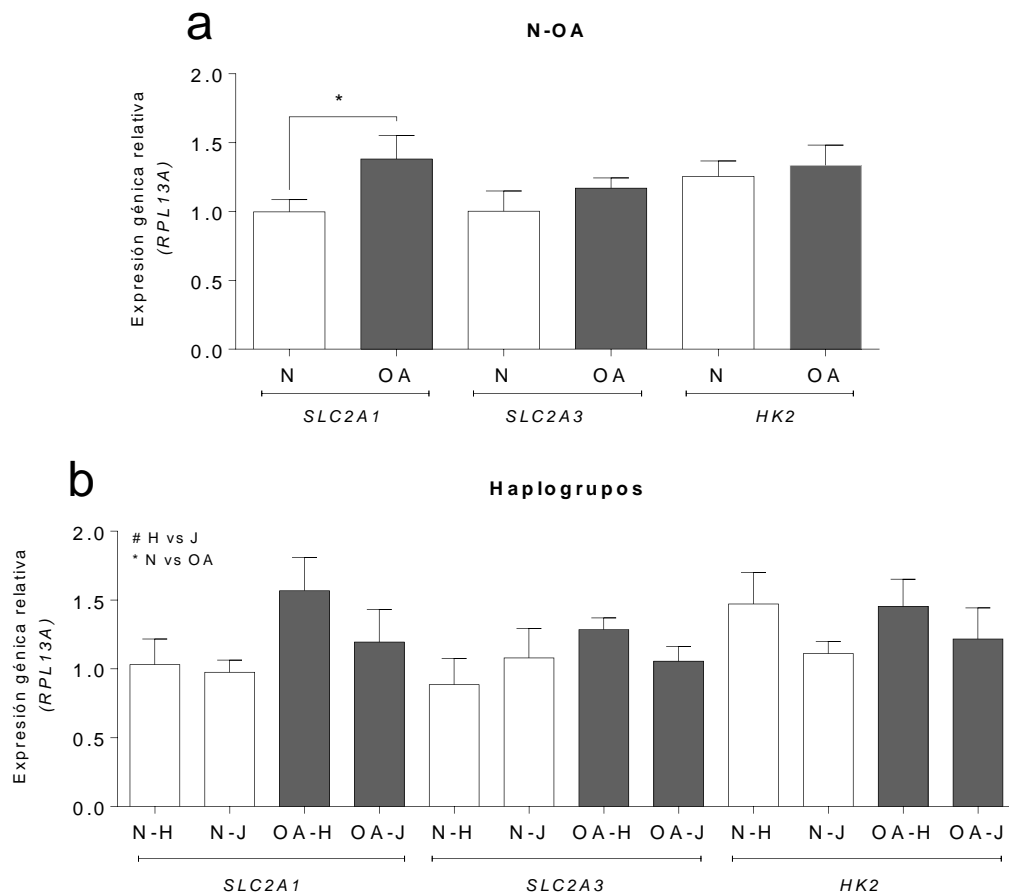 a
N-OA
Expresión génica relativa
(RPL13A)
2.0
1.5
1.0
0.5
0.0
*
N OA N OA N OA
SLC2A1 SLC2A3 HK2
b
Haplogrupos
Expresión génica relativa
(RPL13A)
2.0
1.5
1.0
0.5
0.0
# H vs J
* N vs OA
N-H N-J OA-H OA-J N-H N-J OA-H OA-J N-H N-J OA-H OA-J
SLC2A1 SLC2A3 HK2